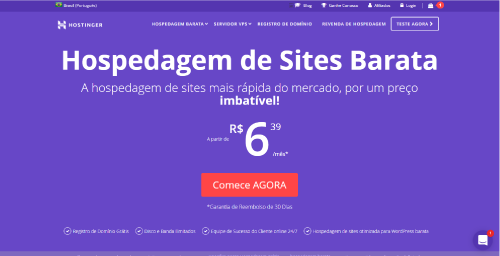 Brasil (Português)
Blog
Ganhe Conosco
Afiliados
Login
1
HOSTINGER
HOSPEDAGEM BARATA
SERVIDOR VPS
REGISTRO DE DOMÍNIO
REVENDA DE HOSPEDAGEM
TESTE AGORA
Hospedagem de Sites Barata
A hospedagem de sites mais rápida do mercado, por um preço
imbatível!
A partir de R$ 6 39 /mês*
Comece AGORA
*Garantia de Reembolso de 30 Dias
Registro de Domínio Grátis
Disco e Banda Ilimitados
Equipe de Sucesso do Cliente online 24/7
Hospedagem de Sites otimizada para WordPress barata
1